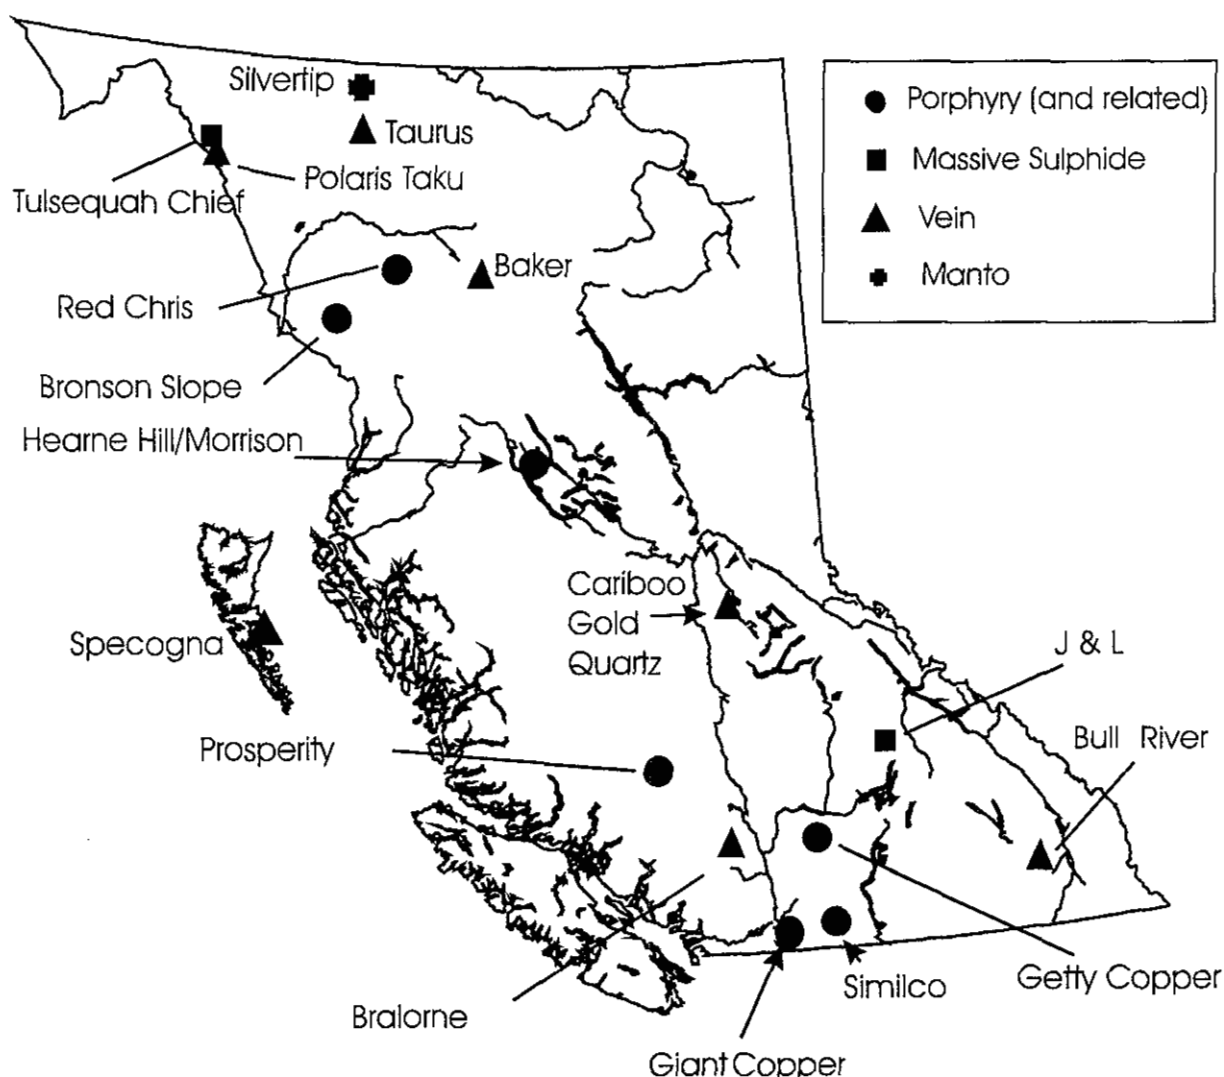 Silvertip
Taurus
Polaris Taku
Tulsequah Chief
Baker
Red Chris
Bronson Slope
Hearne Hill/Morrison
Cariboo
Gold
Quartz
Specogna
Prosperity
J & L
Bull River
Getty Copper
Similco
Bralorne
Giant Copper
Porphyry (and related)
Massive Sulphide
Vein
Manto